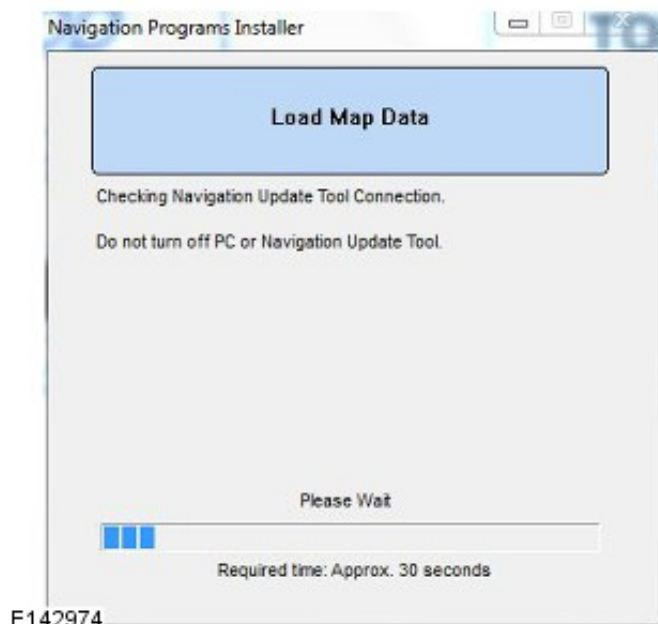 Navigation Programs Installer
TO
Load Map Data
Checking Navigation Update Tool Connection.
Do not turn off PC or Navigation Update Tool.
Please Wait
Required time: Approx. 30 seconds
E142974